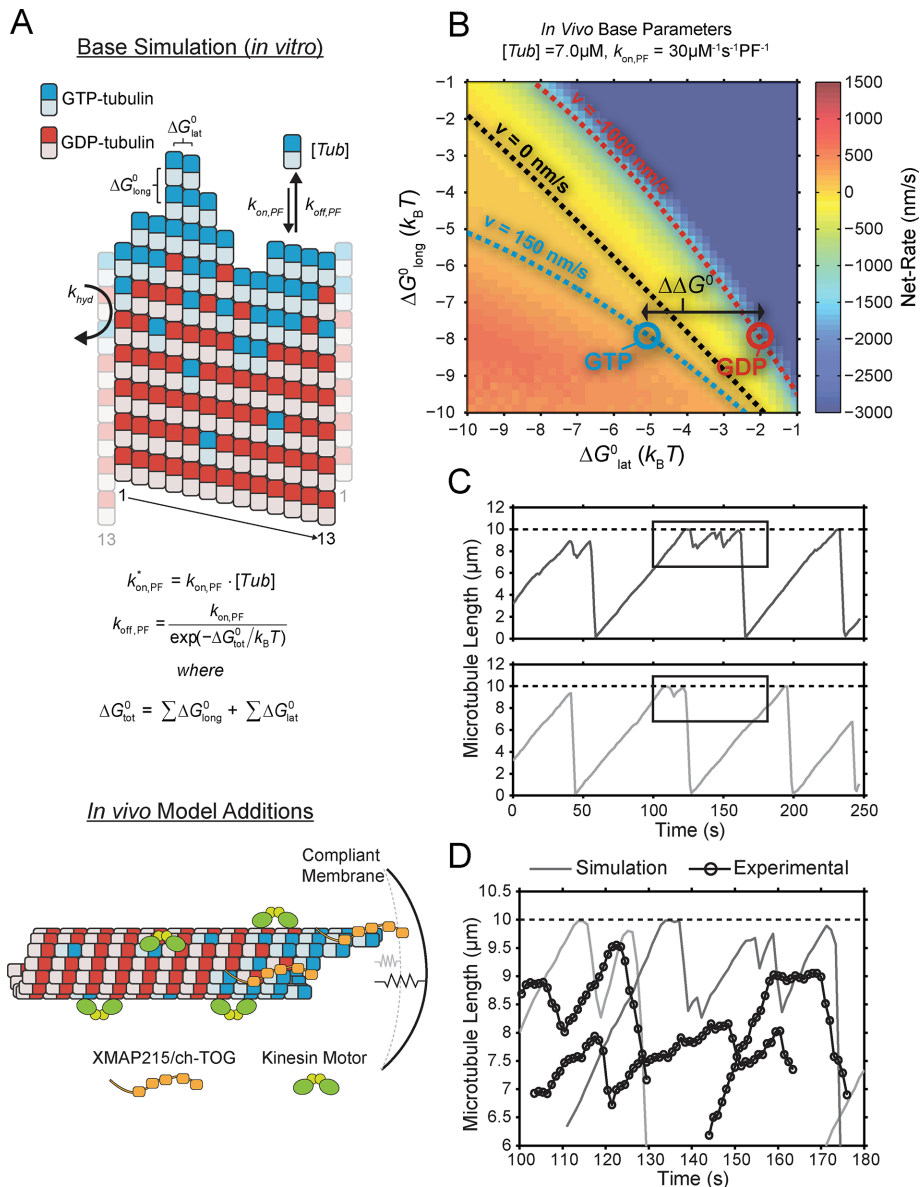 A
Base Simulation (in vitro)
GTP-tubulin
GDP-tubulin
ΔG⁰lat
ΔG⁰long
[Tub]
kon,PF
koff,PF
khyd
1
13
13
1
k*on,PF = kon,PF · [Tub]
koff,PF = kon,PF / exp(−ΔG⁰tot/kBT)
where
ΔG⁰tot = ∑ΔG⁰long + ∑ΔG⁰lat
In vivo Model Additions
Compliant
Membrane
XMAP215/ch-TOG
Kinesin Motor
B
In Vivo Base Parameters
[Tub] =7.0µM, kon,PF = 30µM⁻¹s⁻¹PF⁻¹
ΔG⁰long (kBT)
−1
−2
−3
−4
−5
−6
−7
−8
−9
−10
v = -1000 nm/s
v = 0 nm/s
v = 150 nm/s
ΔΔG⁰
GTP
GDP
−10 −9 −8 −7 −6 −5 −4 −3 −2 −1
ΔG⁰lat (kBT)
1500
1000
500
0
−500
−1000
−1500
−2000
−2500
−3000
Net-Rate (nm/s)
C
Microtubule Length (µm)
12
10
8
6
4
2
0
12
10
8
6
4
2
0
0 50 100 150 200 250
Time (s)
D
Simulation
Experimental
Microtubule Length (µm)
10.5
10
9.5
9
8.5
8
7.5
7
6.5
6
100 110 120 130 140 150 160 170 180
Time (s)